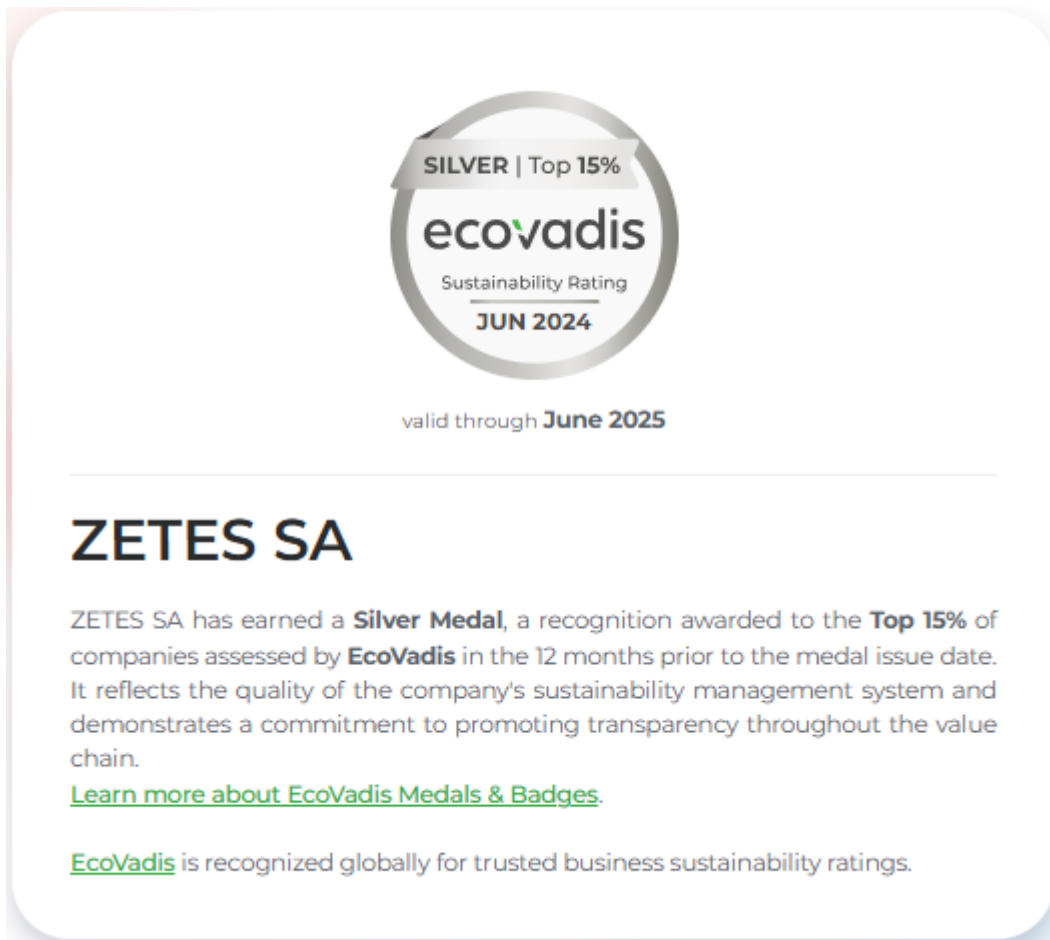 SILVER | Top 15%
ecovadis
Sustainability Rating
JUN 2024
valid through June 2025
ZETES SA
ZETES SA has earned a Silver Medal, a recognition awarded to the Top 15% of
companies assessed by EcoVadis in the 12 months prior to the medal issue date.
It reflects the quality of the company's sustainability management system and
demonstrates a commitment to promoting transparency throughout the value
chain.
Learn more about EcoVadis Medals & Badges.
EcoVadis is recognized globally for trusted business sustainability ratings.